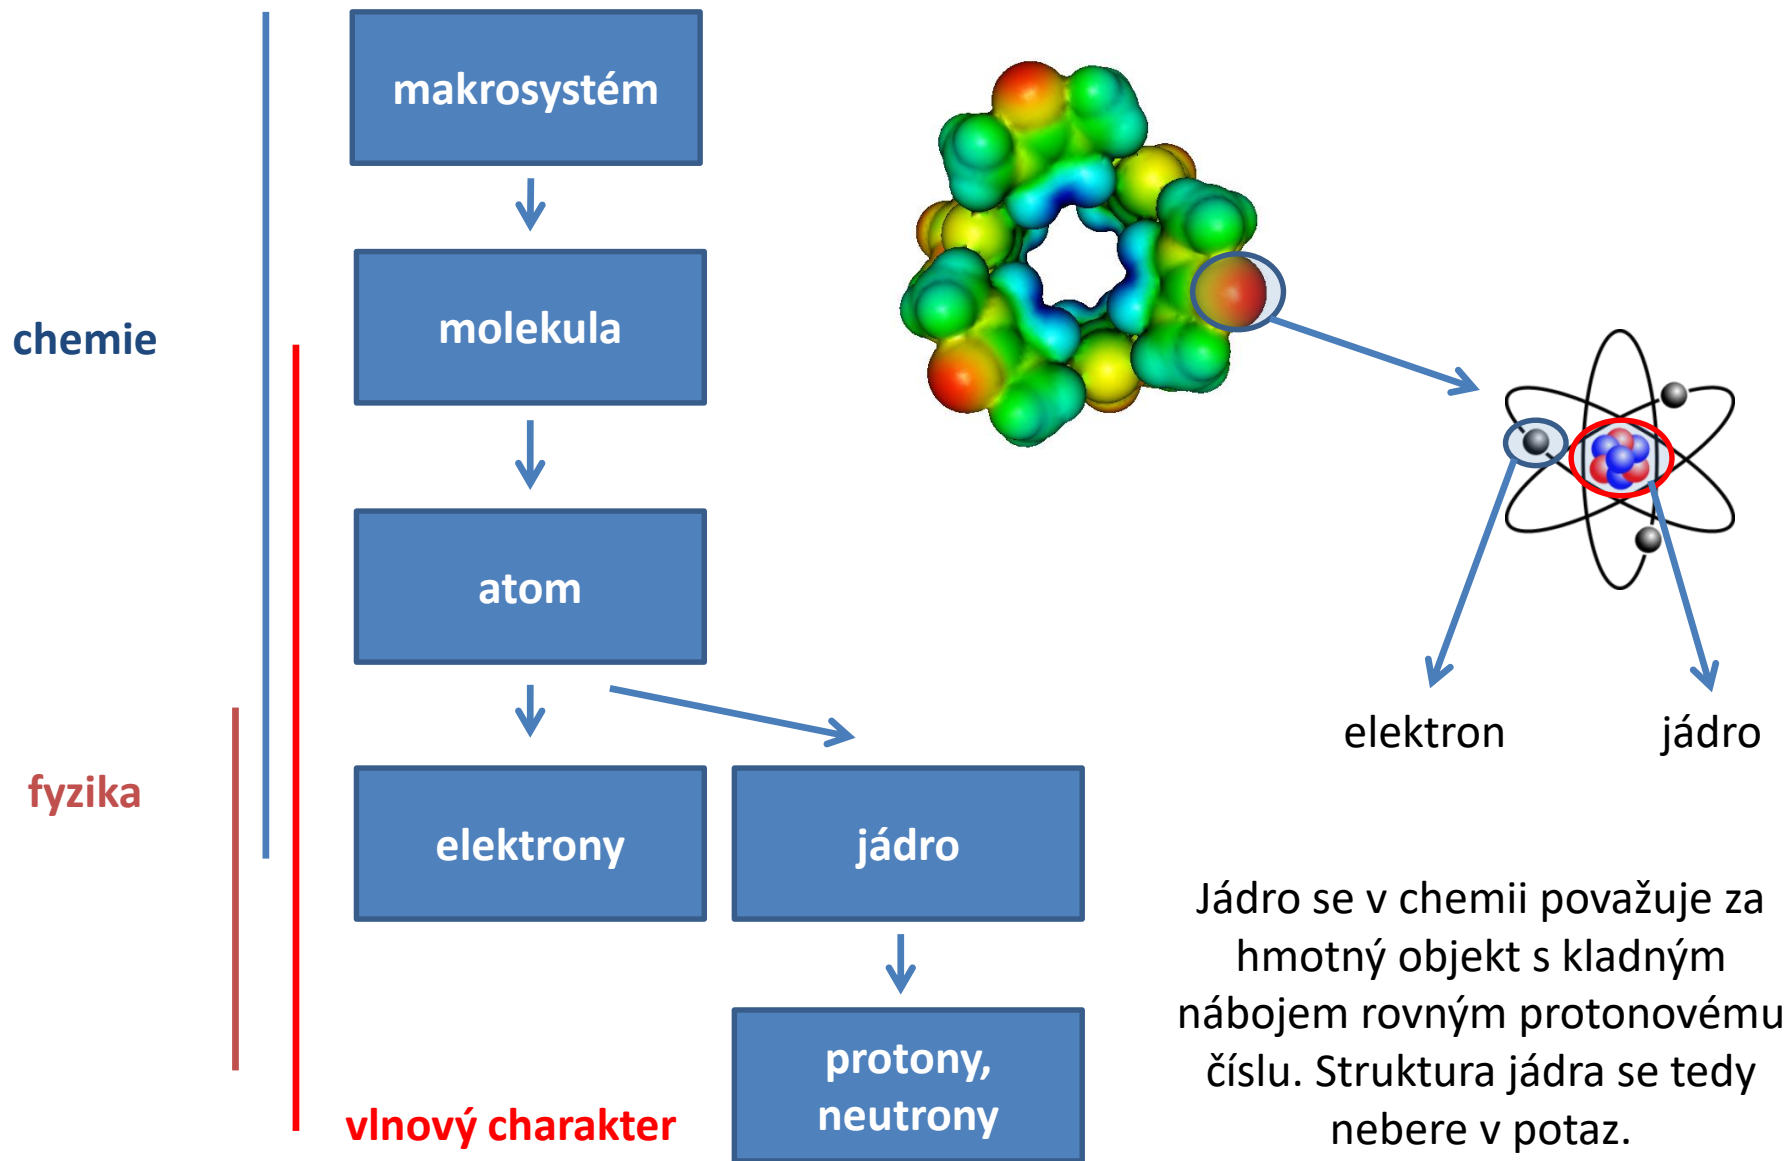 makrosystém
molekula
chemie
atom
elektron
jádro
fyzika
elektrony
jádro
Jádro se v chemii považuje za
hmotný objekt s kladným
nábojem rovným protonovému
číslu. Struktura jádra se tedy
nebere v potaz.
protony,
neutrony
vlnový charakter